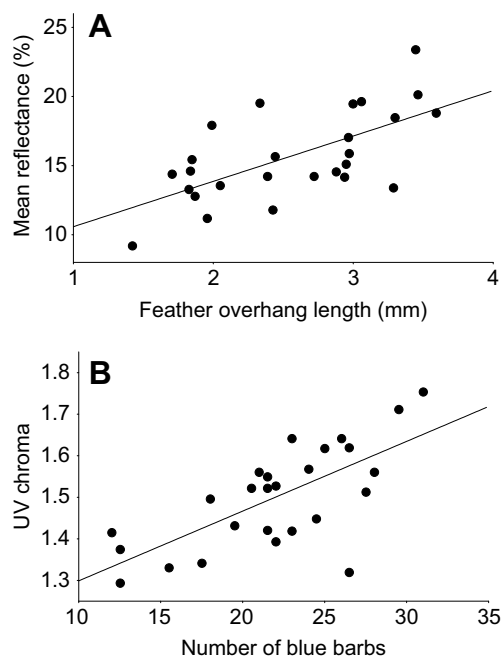 A
Mean reflectance (%)
25
20
15
10
1 2 3 4
Feather overhang length (mm)
B
UV chroma
1.8
1.7
1.6
1.5
1.4
1.3
10 15 20 25 30 35
Number of blue barbs